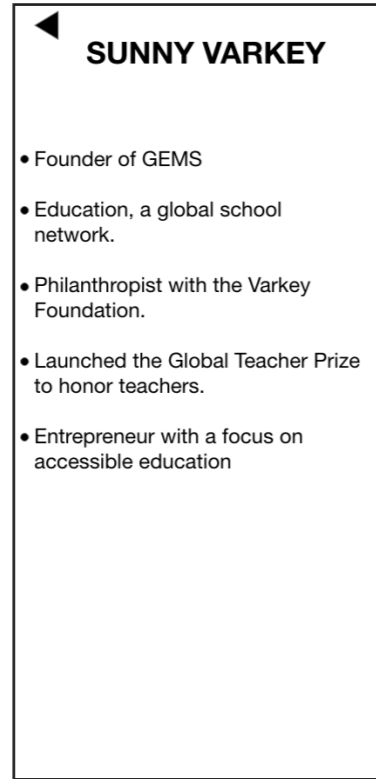 SUNNY VARKEY
• Founder of GEMS
• Education, a global school
network.
• Philanthropist with the Varkey
Foundation.
• Launched the Global Teacher Prize
to honor teachers.
• Entrepreneur with a focus on
accessible education